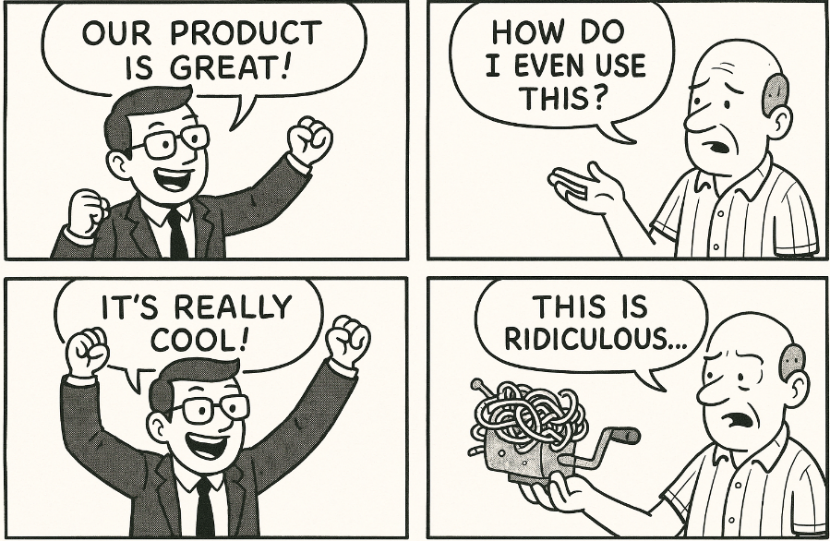 OUR PRODUCT
IS GREAT!
HOW DO
I EVEN USE
THIS?
IT'S REALLY
COOL!
THIS IS
RIDICULOUS...